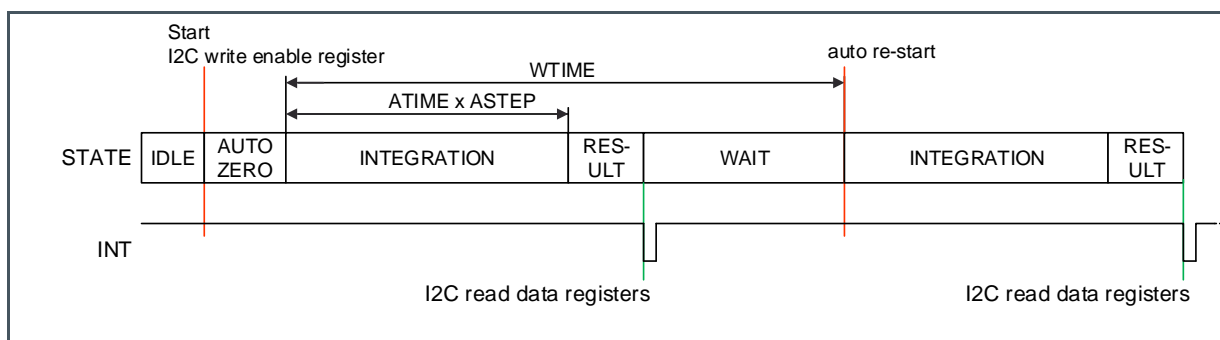 Start
I2C write enable register
auto re-start
WTIME
ATIME x ASTEP
STATE
IDLE
AUTO
ZERO
INTEGRATION
RES-
ULT
WAIT
INTEGRATION
RES-
ULT
INT
I2C read data registers
I2C read data registers